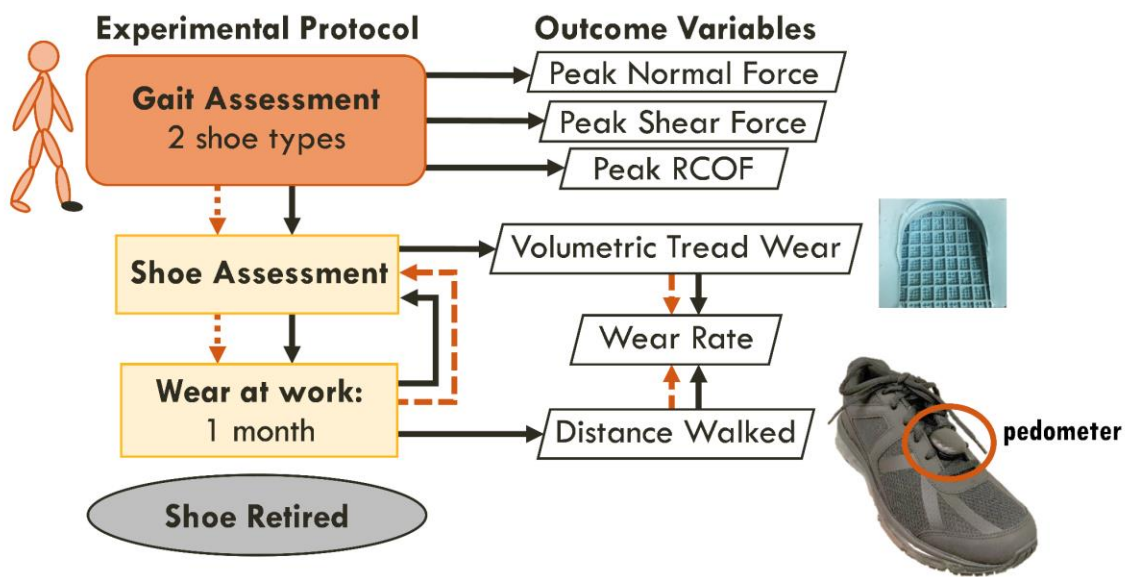 Experimental Protocol
Outcome Variables
Gait Assessment
2 shoe types
Peak Normal Force
Peak Shear Force
Peak RCOF
Shoe Assessment
Volumetric Tread Wear
Wear Rate
Wear at work:
1 month
Distance Walked
pedometer
Shoe Retired